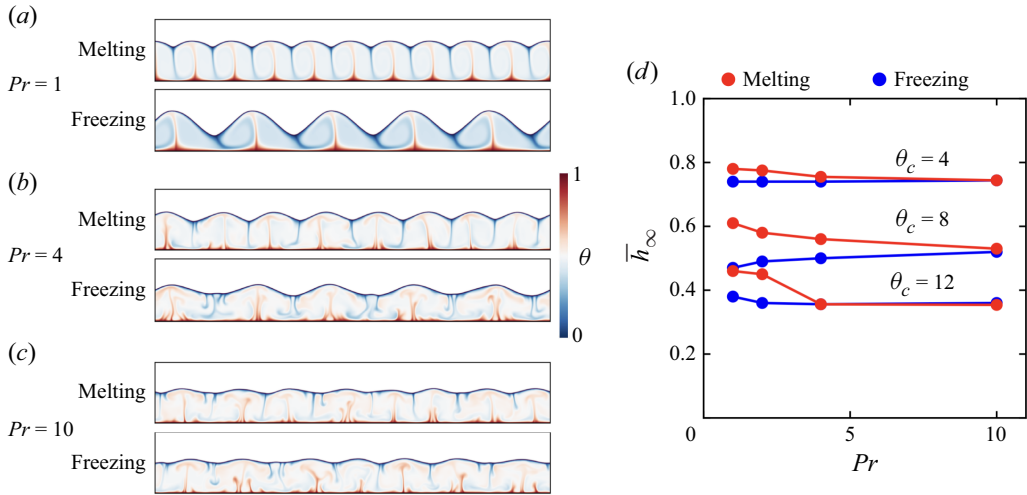 (a)
Melting
Pr = 1
Freezing
(b)
Melting
Pr = 4
Freezing
(c)
Melting
Pr = 10
Freezing
1
θ
0
(d)
Melting
Freezing
1.0
0.8
0.6
0.4
0.2
0
5
10
h̅∞
Pr
θc = 4
θc = 8
θc = 12